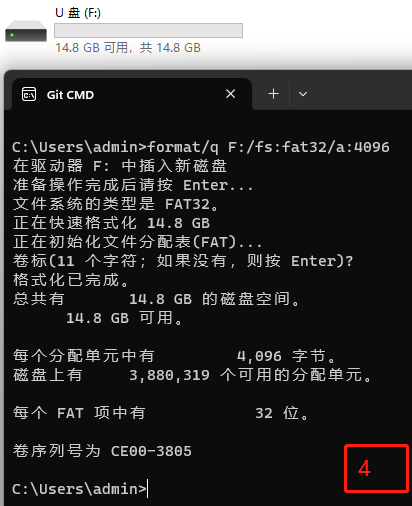 U 盘 (F:)
14.8 GB 可用，共 14.8 GB
Git CMD
C:\Users\admin>format/q F:/fs:fat32/a:4096
在驱动器 F: 中插入新磁盘
准备操作完成后请按 Enter...
文件系统的类型是 FAT32。
正在快速格式化 14.8 GB
正在初始化文件分配表(FAT)...
卷标(11 个字符；如果没有，则按 Enter)?
格式化已完成。
总共有 14.8 GB 的磁盘空间。
14.8 GB 可用。
每个分配单元中有 4,096 字节。
磁盘上有 3,880,319 个可用的分配单元。
每个 FAT 项中有 32 位。
卷序列号为 CE00-3805
4
C:\Users\admin>